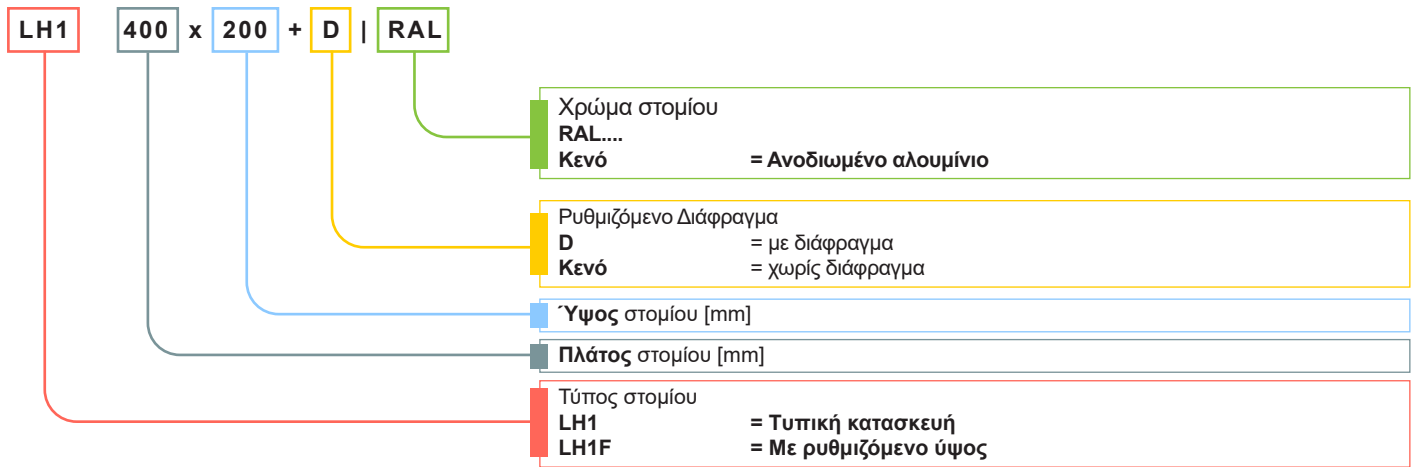 LH1 400 x 200 + D | RAL
Χρώμα στομίου
RAL....
Κενό = Ανοδιωμένο αλουμίνιο
Ρυθμιζόμενο Διάφραγμα
D = με διάφραγμα
Κενό = χωρίς διάφραγμα
Ύψος στομίου [mm]
Πλάτος στομίου [mm]
Τύπος στομίου
LH1 = Τυπική κατασκευή
LH1F = Με ρυθμιζόμενο ύψος